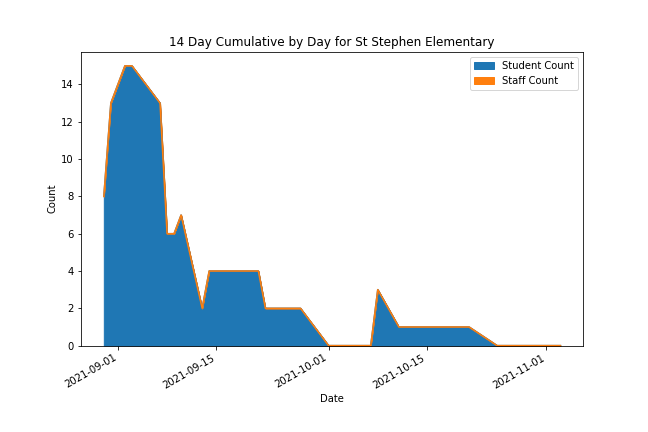 14 Day Cumulative by Day for St Stephen Elementary
Student Count
Staff Count
14
12
10
8
6
4
2
0
Count
2021-09-01
2021-09-15
2021-10-01
2021-10-15
2021-11-01
Date